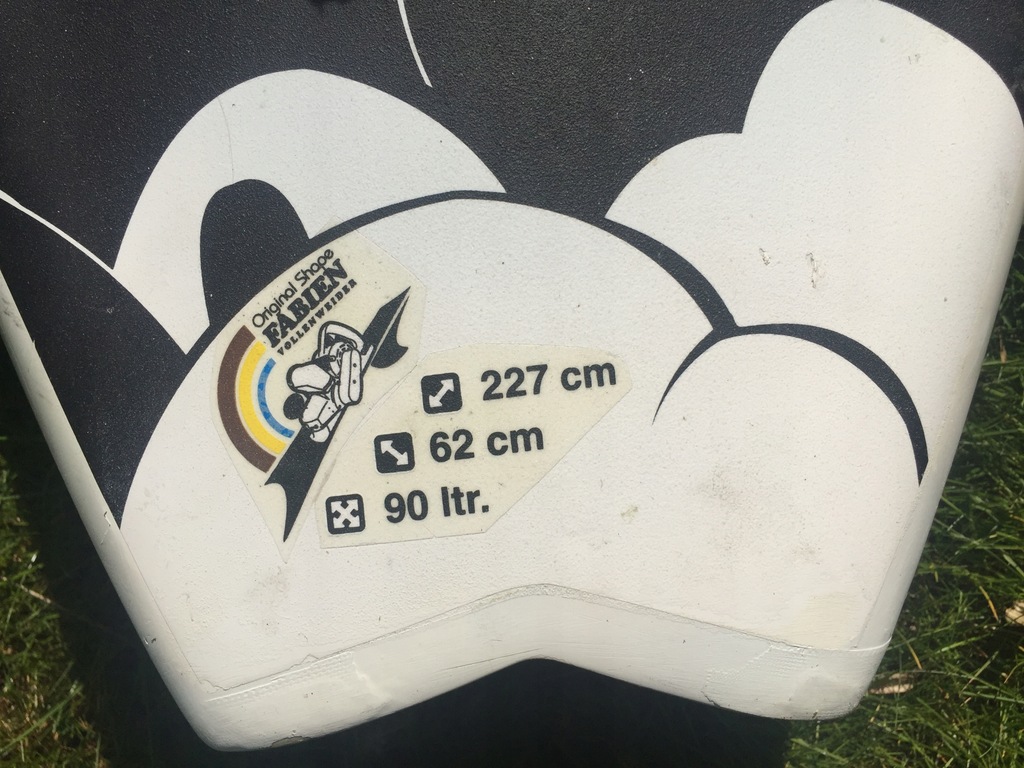 Original Shape
FABIEN
VOLLENWEIDER
227 cm
62 cm
90 ltr.